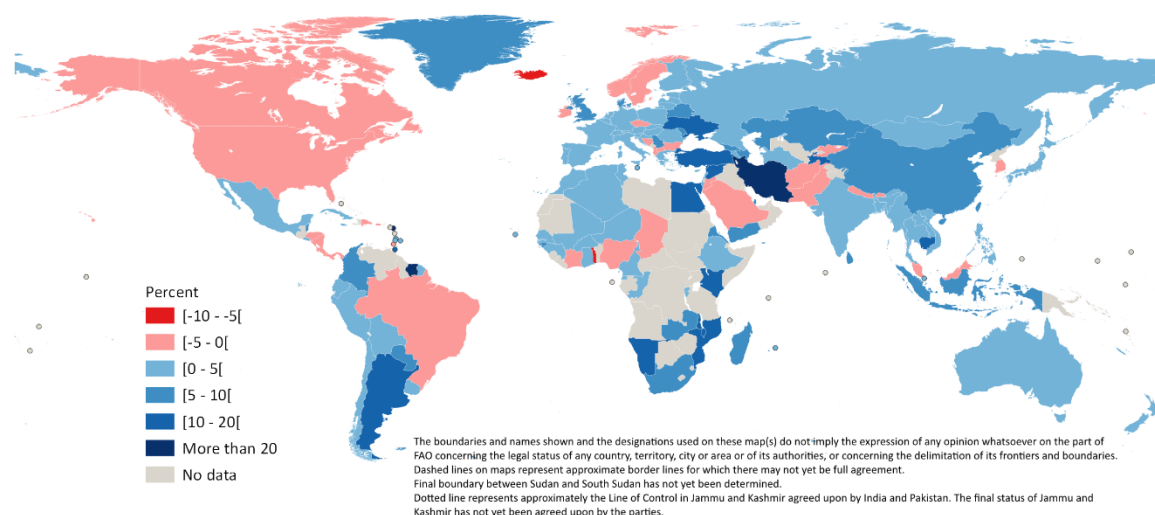 Percent
[-10 - -5[
[-5 - 0[
[0 - 5[
[5 - 10[
[10 - 20[
More than 20
No data
The boundaries and names shown and the designations used on these map(s) do not imply the expression of any opinion whatsoever on the part of
FAO concerning the legal status of any country, territory, city or area or of its authorities, or concerning the delimitation of its frontiers and boundaries.
Dashed lines on maps represent approximate border lines for which there may not yet be full agreement.
Final boundary between Sudan and South Sudan has not yet been determined.
Dotted line represents approximately the Line of Control in Jammu and Kashmir agreed upon by India and Pakistan. The final status of Jammu and
Kashmir has not yet been agreed upon by the parties.